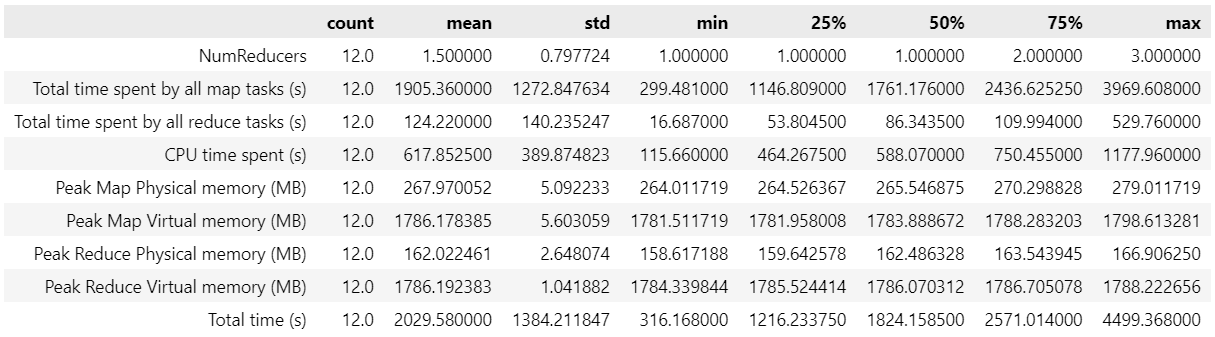 count mean std min 25% 50% 75% max
NumReducers 12.0 1.500000 0.797724 1.000000 1.000000 1.000000 2.000000 3.000000
Total time spent by all map tasks (s) 12.0 1905.360000 1272.847634 299.481000 1146.809000 1761.176000 2436.625250 3969.608000
Total time spent by all reduce tasks (s) 12.0 124.220000 140.235247 16.687000 53.804500 86.343500 109.994000 529.760000
CPU time spent (s) 12.0 617.852500 389.874823 115.660000 464.267500 588.070000 750.455000 1177.960000
Peak Map Physical memory (MB) 12.0 267.970052 5.092233 264.011719 264.526367 265.546875 270.298828 279.011719
Peak Map Virtual memory (MB) 12.0 1786.178385 5.603059 1781.511719 1781.958008 1783.888672 1788.283203 1798.613281
Peak Reduce Physical memory (MB) 12.0 162.022461 2.648074 158.617188 159.642578 162.486328 163.543945 166.906250
Peak Reduce Virtual memory (MB) 12.0 1786.192383 1.041882 1784.339844 1785.524414 1786.070312 1786.705078 1788.222656
Total time (s) 12.0 2029.580000 1384.211847 316.168000 1216.233750 1824.158500 2571.014000 4499.368000